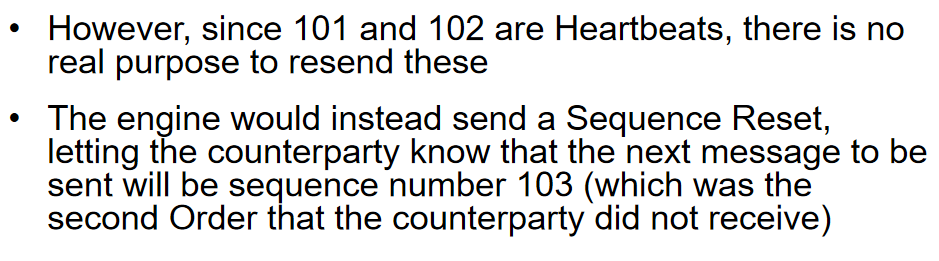 • However, since 101 and 102 are Heartbeats, there is no
real purpose to resend these
• The engine would instead send a Sequence Reset,
letting the counterparty know that the next message to be
sent will be sequence number 103 (which was the
second Order that the counterparty did not receive)